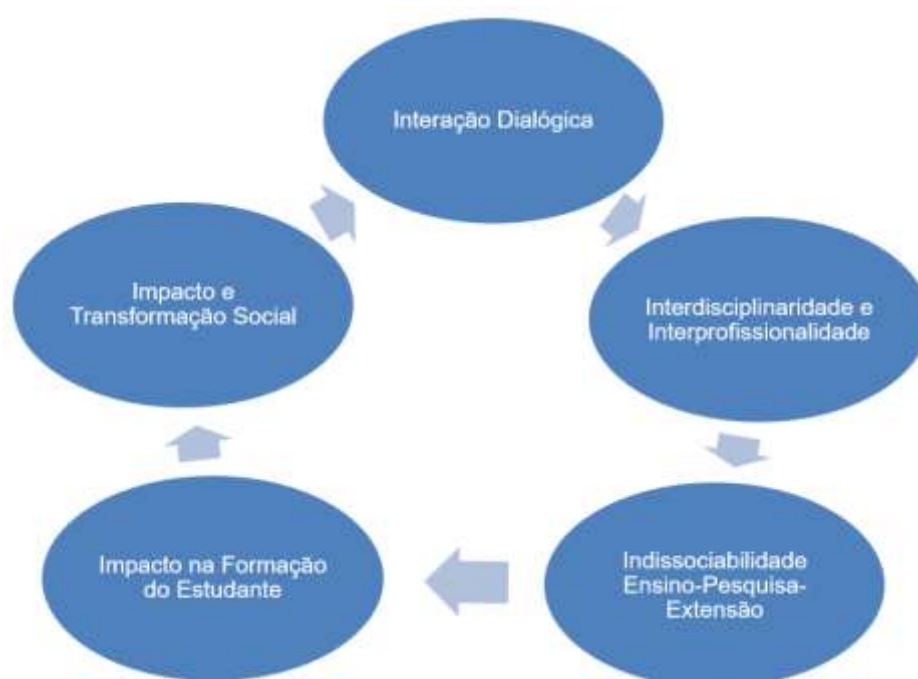 Interação Dialógica
Interdisciplinaridade e
Interprofissionalidade
Indissociabilidade
Ensino-Pesquisa-
Extensão
Impacto na Formação
do Estudante
Impacto e
Transformação Social